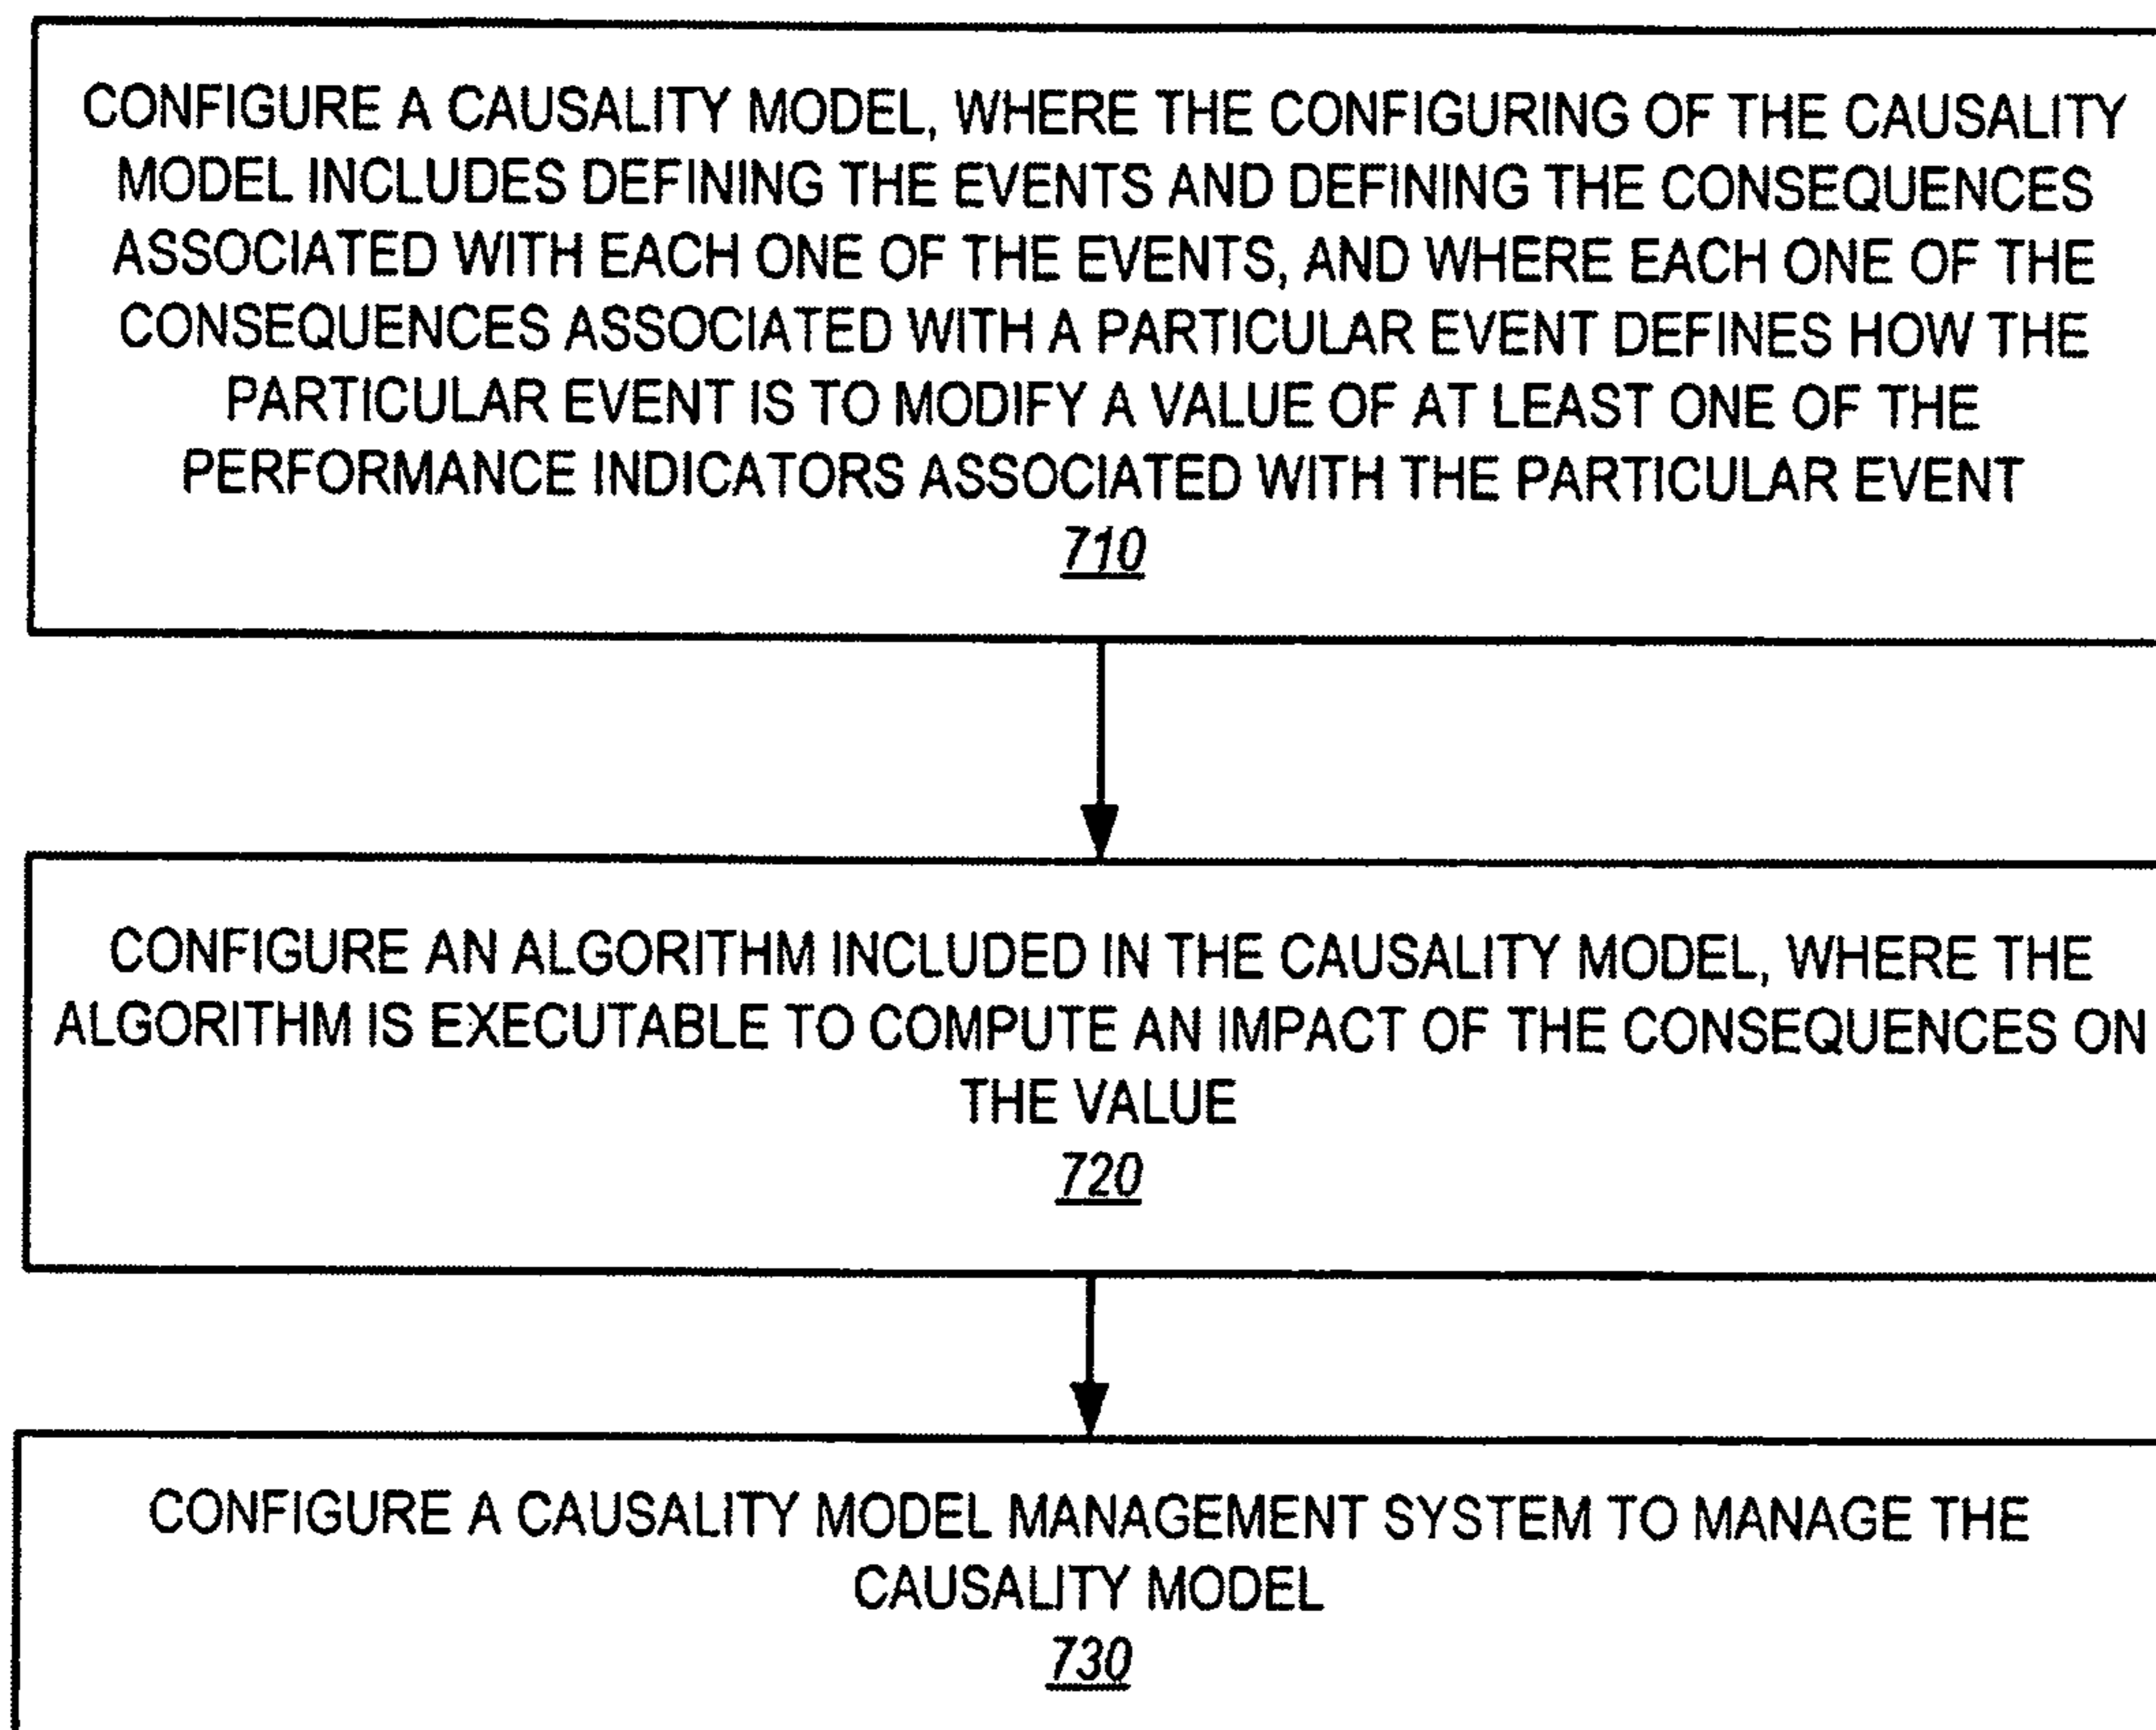 CONFIGURE A CAUSALITY MODEL, WHERE THE CONFIGURING OF THE CAUSALITY
MODEL INCLUDES DEFINING THE EVENTS AND DEFINING THE CONSEQUENCES
ASSOCIATED WITH EACH ONE OF THE EVENTS, AND WHERE EACH ONE OF THE
CONSEQUENCES ASSOCIATED WITH A PARTICULAR EVENT DEFINES HOW THE
PARTICULAR EVENT IS TO MODIFY A VALUE OF AT LEAST ONE OF THE
PERFORMANCE INDICATORS ASSOCIATED WITH THE PARTICULAR EVENT
710
CONFIGURE AN ALGORITHM INCLUDED IN THE CAUSALITY MODEL, WHERE THE
ALGORITHM IS EXECUTABLE TO COMPUTE AN IMPACT OF THE CONSEQUENCES ON
THE VALUE
720
CONFIGURE A CAUSALITY MODEL MANAGEMENT SYSTEM TO MANAGE THE
CAUSALITY MODEL
730